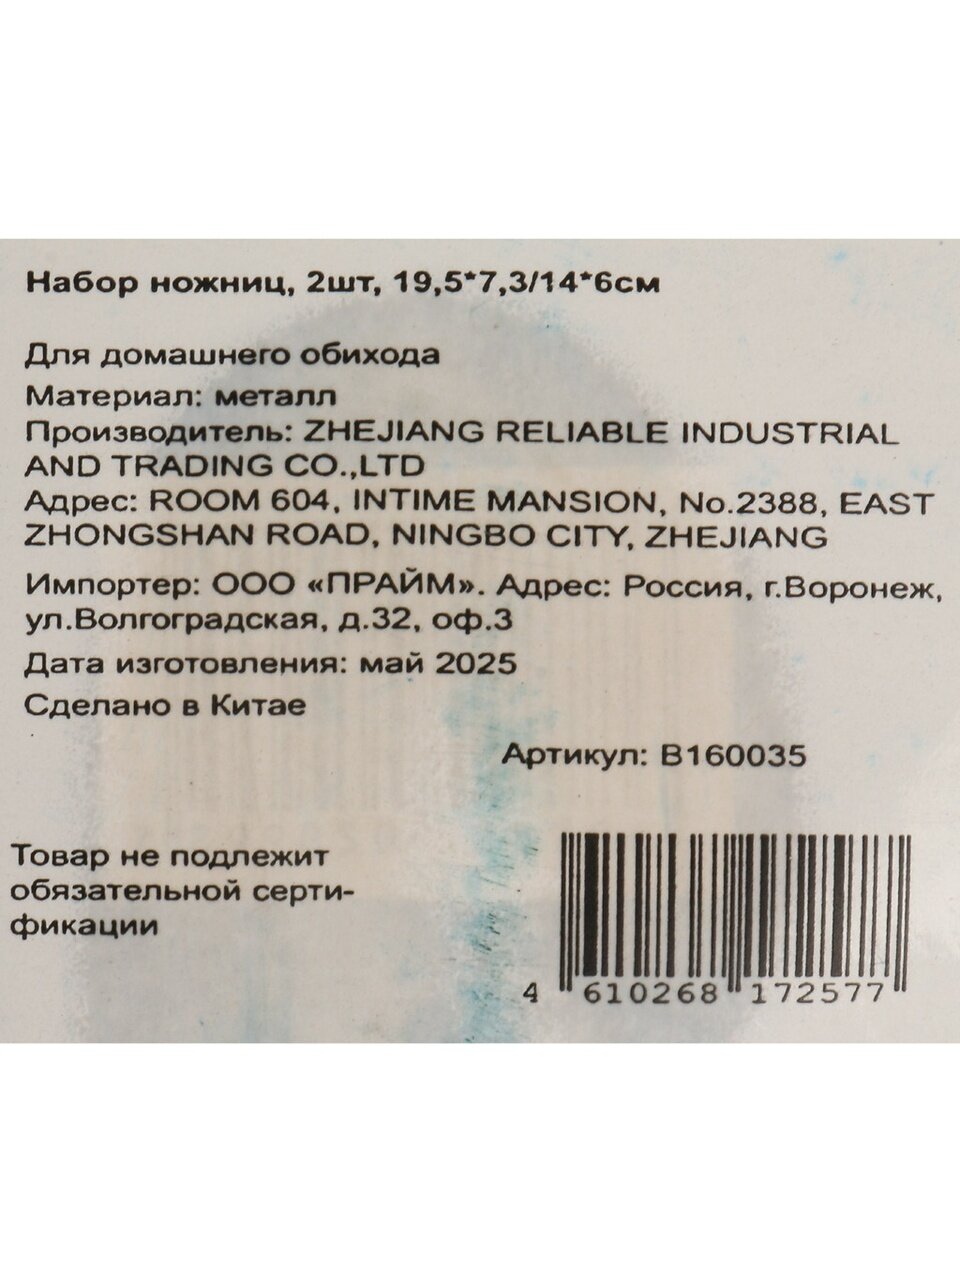 Набор ножниц, 2шт, 19,5*7,3/14*6см
Для домашнего обихода
Материал: металл
Производитель: ZHEJIANG RELIABLE INDUSTRIAL
AND TRADING CO.,LTD
Адрес: ROOM 604, INTIME MANSION, No.2388, EAST
ZHONGSHAN ROAD, NINGBO CITY, ZHEJIANG
Импортер: ООО «ПРАЙМ». Адрес: Россия, г.Воронеж,
ул.Волгоградская, д.32, оф.3
Дата изготовления: май 2025
Сделано в Китае
Артикул: B160035
Товар не подлежит
обязательной серти-
фикации
4 610268 172577